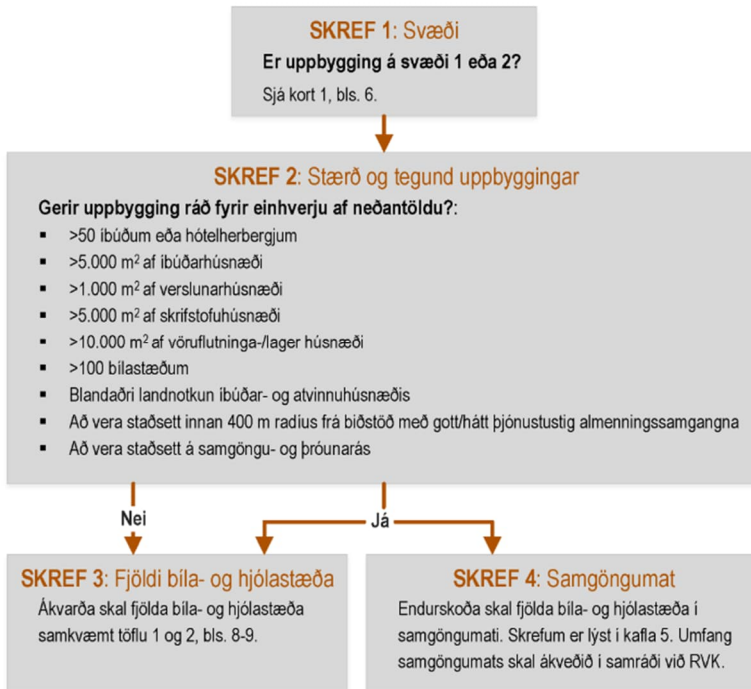 SKREF 1: Svæði
Er uppbygging á svæði 1 eða 2?
Sjá kort 1, bls. 6.
SKREF 2: Stærð og tegund uppbyggingar
Gerir uppbygging ráð fyrir einhverju af neðantöldu?:
▪ >50 íbúðum eða hótelherbergjum
▪ >5.000 m² af íbúðarhúsnæði
▪ >1.000 m² af verslunarhúsnæði
▪ >5.000 m² af skrifstofuhúsnæði
▪ >10.000 m² af vöruflutninga-/lager húsnæði
▪ >100 bílastæðum
▪ Blandaðri landnotkun íbúðar- og atvinnuhúsnæðis
▪ Að vera staðsett innan 400 m radius frá biðstöð með gott/hátt þjónustustig almenningssamgangna
▪ Að vera staðsett á samgöngu- og þróunarás
Nei
Já
SKREF 3: Fjöldi bíla- og hjólastæða
Ákvarða skal fjölda bíla- og hjólastæða
samkvæmt töflu 1 og 2, bls. 8-9.
SKREF 4: Samgöngumat
Endurskoða skal fjölda bíla- og hjólastæða í
samgöngumati. Skrefum er lýst í kafla 5. Umfang
samgöngumats skal ákveðið í samráði við RVK.